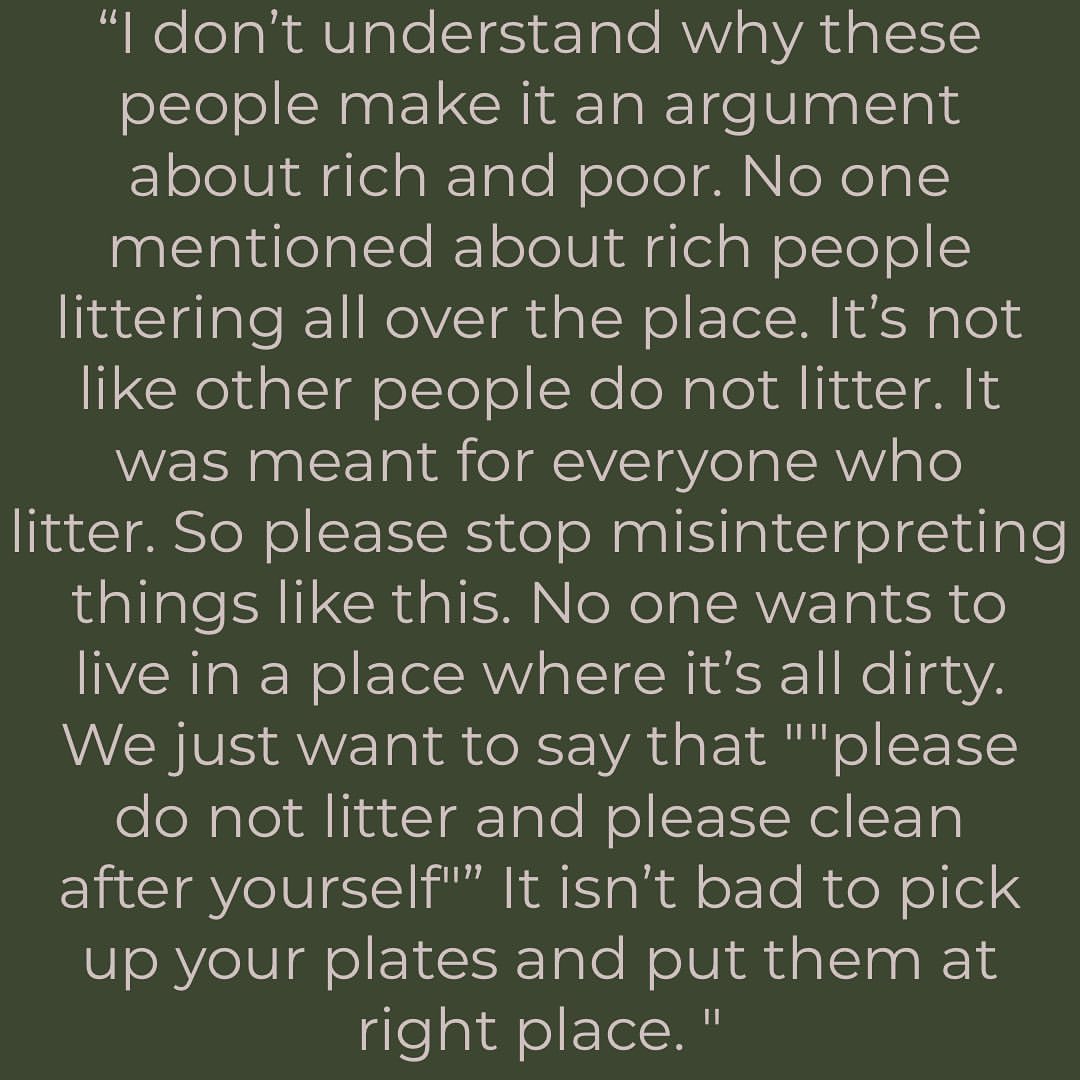 “I don’t understand why these
people make it an argument
about rich and poor. No one
mentioned about rich people
littering all over the place. It’s not
like other people do not litter. It
was meant for everyone who
litter. So please stop misinterpreting
things like this. No one wants to
live in a place where it’s all dirty.
We just want to say that ""please
do not litter and please clean
after yourself"” It isn’t bad to pick
up your plates and put them at
right place. "